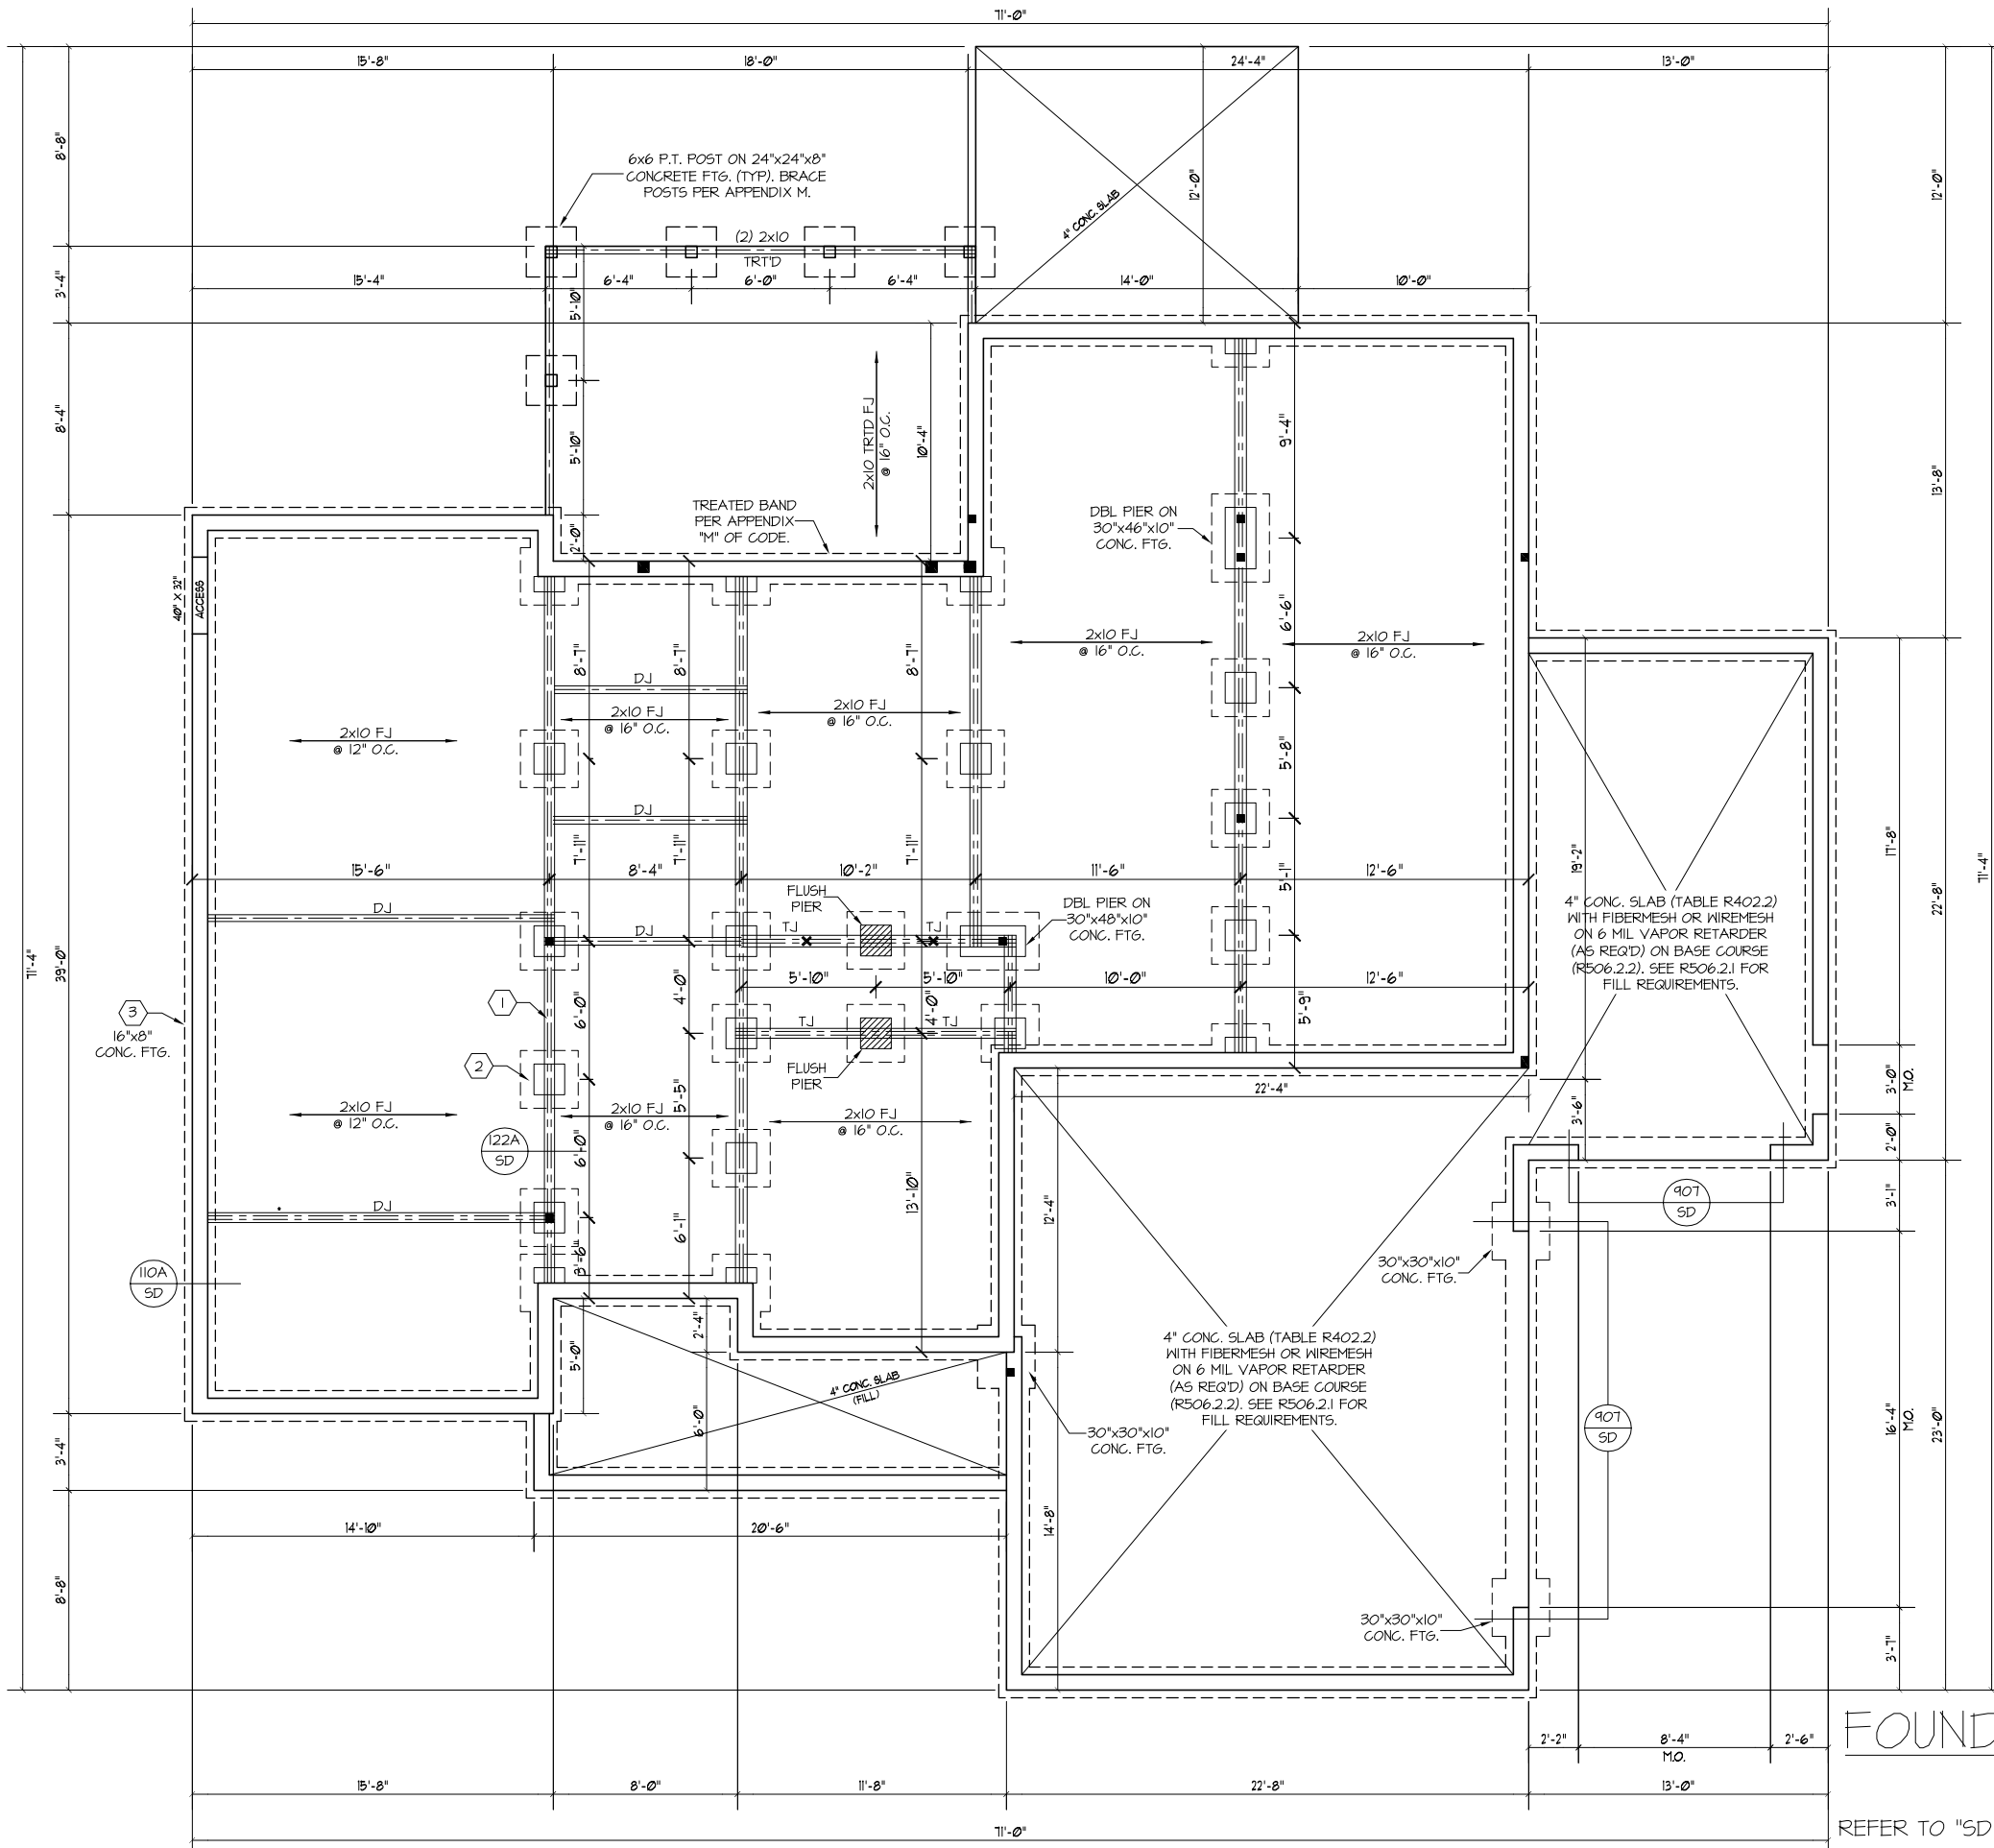 71'-0"
15'-8"
18'-0"
24'-4"
13'-0"
8'-8"
12'-0"
12'-0"
6x6 P.T. POST ON 24"x24"x8"
CONCRETE FTG. (TYP). BRACE
POSTS PER APPENDIX M.
4" CONC. SLAB
(2) 2x10
TRT'D
3'-4"
15'-4"
6'-4"
6'-0"
6'-4"
14'-0"
10'-0"
5'-10"
8'-4"
5'-10"
2x10 TRTD FJ
@ 16" O.C.
10'-4"
9'-4"
13'-8"
TREATED BAND
PER APPENDIX
"M" OF CODE.
2'-0"
DBL PIER ON
30"x46"x10"
CONC. FTG.
40" X 32"
ACCESS
8'-7"
8'-7"
8'-7"
6'-6"
2x10 FJ
@ 16" O.C.
2x10 FJ
@ 16" O.C.
DJ
2x10 FJ
@ 12" O.C.
2x10 FJ
@ 16" O.C.
2x10 FJ
@ 16" O.C.
5'-8"
DJ
7'-11"
7'-11"
7'-11"
19'-2"
17'-8"
71'-4"
15'-6"
8'-4"
10'-2"
11'-6"
12'-6"
5'-1"
FLUSH
PIER
DBL PIER ON
30"x48"x10"
CONC. FTG.
4" CONC. SLAB (TABLE R402.2)
WITH FIBERMESH OR WIREMESH
ON 6 MIL VAPOR RETARDER
(AS REQ'D) ON BASE COURSE
(R506.2.2). SEE R506.2.1 FOR
FILL REQUIREMENTS.
22'-8"
DJ
DJ
TJ
TJ
71'-4"
39'-0"
5'-10"
5'-10"
10'-0"
12'-6"
3
16"x8"
CONC. FTG.
1
6'-0"
4'-0"
4'-0"
5'-9"
TJ
TJ
2
FLUSH
PIER
22'-4"
3'-0"
M.O.
3'-6"
2'-0"
2x10 FJ
@ 12" O.C.
2x10 FJ
@ 16" O.C.
5'-5"
2x10 FJ
@ 16" O.C.
122A
SD
6'-0"
13'-10"
12'-4"
907
SD
3'-1"
DJ
6'-1"
3'-6"
110A
SD
30"x30"x10"
CONC. FTG.
2'-4"
5'-0"
4" CONC. SLAB
(FILL)
6'-0"
4" CONC. SLAB (TABLE R402.2)
WITH FIBERMESH OR WIREMESH
ON 6 MIL VAPOR RETARDER
(AS REQ'D) ON BASE COURSE
(R506.2.2). SEE R506.2.1 FOR
FILL REQUIREMENTS.
30"x30"x10"
CONC. FTG.
907
SD
16'-4"
M.O.
23'-0"
3'-4"
14'-10"
20'-6"
14'-8"
8'-8"
30"x30"x10"
CONC. FTG.
3'-7"
2'-2"
8'-4"
M.O.
2'-6"
FOUND
15'-8"
8'-0"
11'-8"
22'-8"
13'-0"
71'-0"
REFER TO "SD